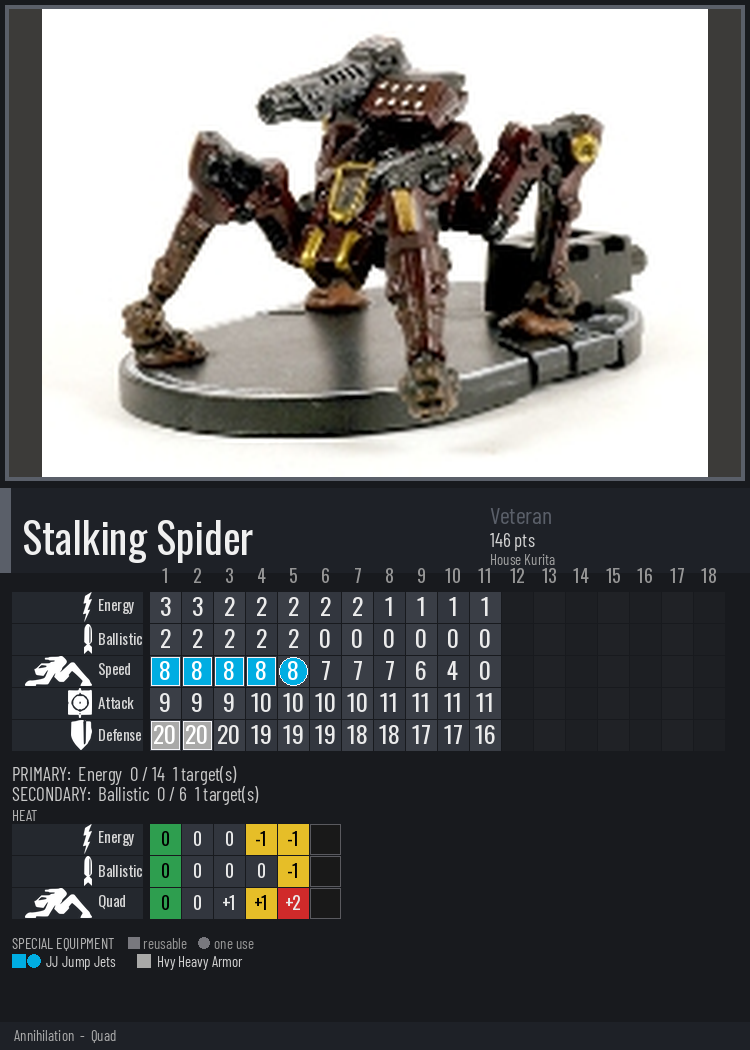 Stalking Spider
Veteran
146 pts
House Kurita
1 2 3 4 5 6 7 8 9 10 11 12 13 14 15 16 17 18
Energy 3 3 2 2 2 2 2 1 1 1 1
Ballistic 2 2 2 2 2 0 0 0 0 0 0
Speed 8 8 8 8 8 7 7 7 6 4 0
Attack 9 9 9 10 10 10 10 11 11 11 11
Defense 20 20 20 19 19 19 18 18 17 17 16
PRIMARY: Energy 0 / 14 1 target(s)
SECONDARY: Ballistic 0 / 6 1 target(s)
HEAT
Energy 0 0 0 -1 -1
Ballistic 0 0 0 0 -1
Quad 0 0 +1 +1 +2
SPECIAL EQUIPMENT reusable one use
JJ Jump Jets Hvy Heavy Armor
Annihilation - Quad